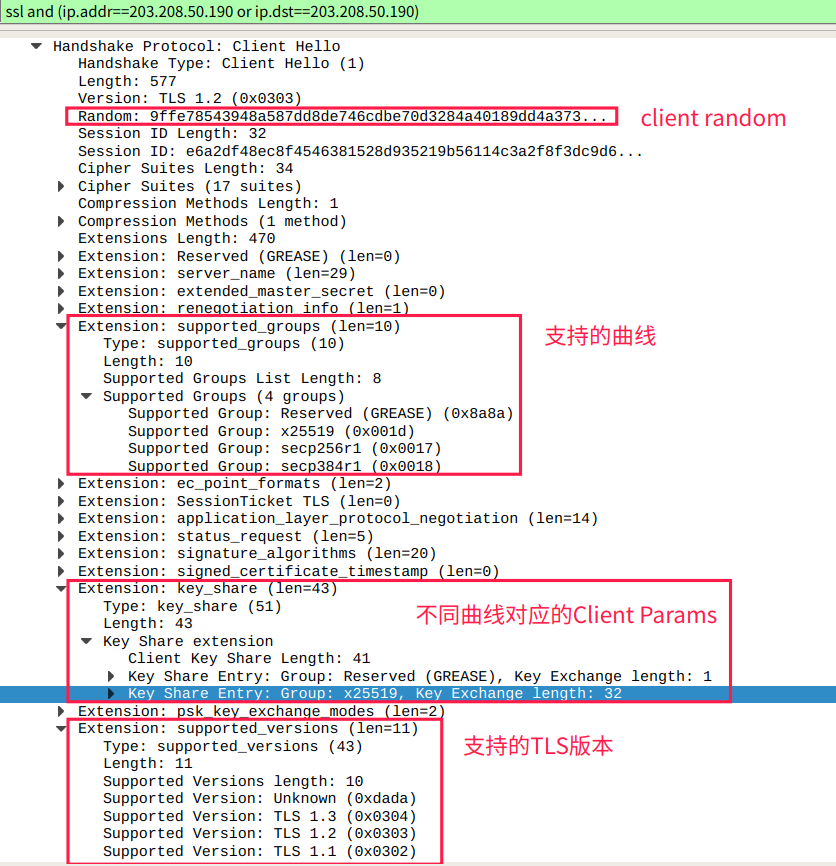 ssl and (ip.addr==203.208.50.190 or ip.dst==203.208.50.190)
Handshake Protocol: Client Hello
Handshake Type: Client Hello (1)
Length: 577
Version: TLS 1.2 (0x0303)
Random: 9ffe78543948a587dd8de746cdbe70d3284a40189dd4a373...
client random
Session ID Length: 32
Session ID: e6a2df48ec8f4546381528d935219b56114c3a2f8f3dc9d6...
Cipher Suites Length: 34
Cipher Suites (17 suites)
Compression Methods Length: 1
Compression Methods (1 method)
Extensions Length: 470
Extension: Reserved (GREASE) (len=0)
Extension: server_name (len=29)
Extension: extended_master_secret (len=0)
Extension: renegotiation_info (len=1)
Extension: supported_groups (len=10)
支持的曲线
Type: supported_groups (10)
Length: 10
Supported Groups List Length: 8
Supported Groups (4 groups)
Supported Group: Reserved (GREASE) (0x8a8a)
Supported Group: x25519 (0x001d)
Supported Group: secp256r1 (0x0017)
Supported Group: secp384r1 (0x0018)
Extension: ec_point_formats (len=2)
Extension: SessionTicket TLS (len=0)
Extension: application_layer_protocol_negotiation (len=14)
Extension: status_request (len=5)
Extension: signature_algorithms (len=20)
Extension: signed_certificate_timestamp (len=0)
Extension: key_share (len=43)
Type: key_share (51)
不同曲线对应的Client Params
Length: 43
Key Share extension
Client Key Share Length: 41
Key Share Entry: Group: Reserved (GREASE), Key Exchange length: 1
Key Share Entry: Group: x25519, Key Exchange length: 32
Extension: psk_key_exchange_modes (len=2)
Extension: supported_versions (len=11)
Type: supported_versions (43)
支持的TLS版本
Length: 11
Supported Versions length: 10
Supported Version: Unknown (0xdada)
Supported Version: TLS 1.3 (0x0304)
Supported Version: TLS 1.2 (0x0303)
Supported Version: TLS 1.1 (0x0302)